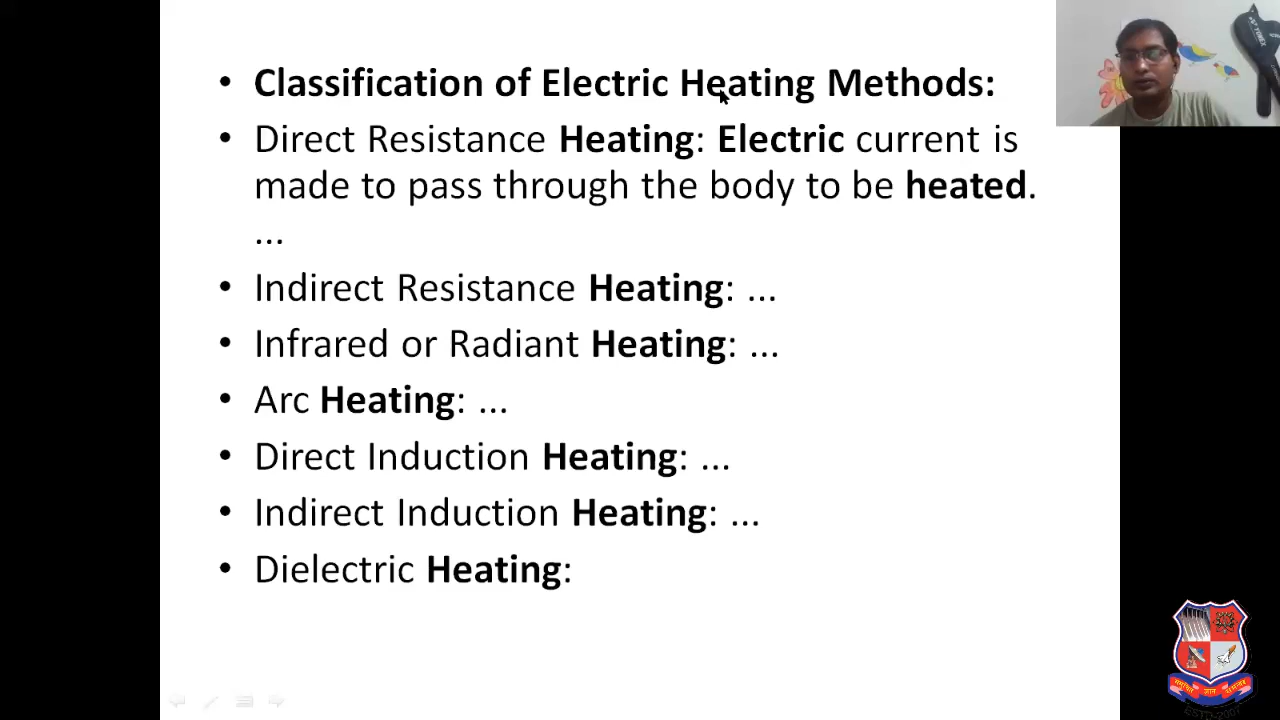 • Classification of Electric Heating Methods:
• Direct Resistance Heating: Electric current is
made to pass through the body to be heated.
...
• Indirect Resistance Heating: ...
• Infrared or Radiant Heating: ...
• Arc Heating: ...
• Direct Induction Heating: ...
• Indirect Induction Heating: ...
• Dielectric Heating:
YONEX